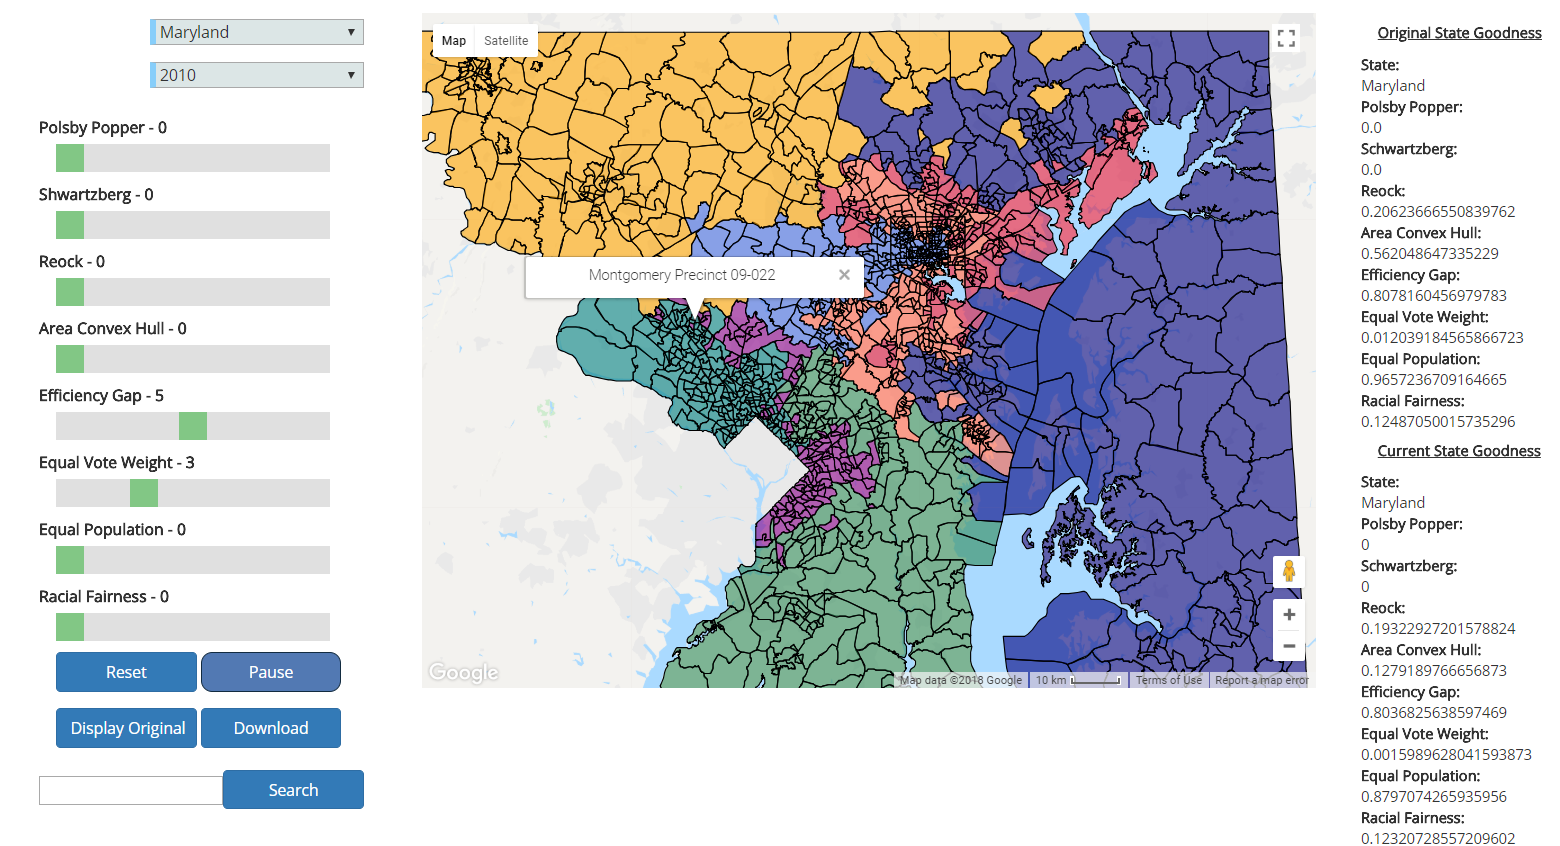 Maryland
2010
Polsby Popper - 0
Shwartzberg - 0
Reock - 0
Area Convex Hull - 0
Efficiency Gap - 5
Equal Vote Weight - 3
Equal Population - 0
Racial Fairness - 0
Reset Pause
Display Original Download
Search
Map Satellite
Montgomery Precinct 09-022
Google
Map data ©2018 Google 10 km Terms of Use Report a map error
Original State Goodness
State:
Maryland
Polsby Popper:
0.0
Schwartzberg:
0.0
Reock:
0.20623666550839762
Area Convex Hull:
0.562048647335229
Efficiency Gap:
0.8078160456979783
Equal Vote Weight:
0.012039184565866723
Equal Population:
0.9657236709164665
Racial Fairness:
0.12487050015735296
Current State Goodness
State:
Maryland
Polsby Popper:
0
Schwartzberg:
0
Reock:
0.19322927201578824
Area Convex Hull:
0.1279189766656873
Efficiency Gap:
0.8036825638597469
Equal Vote Weight:
0.0015989628041593873
Equal Population:
0.8797074265935956
Racial Fairness:
0.12320728557209602